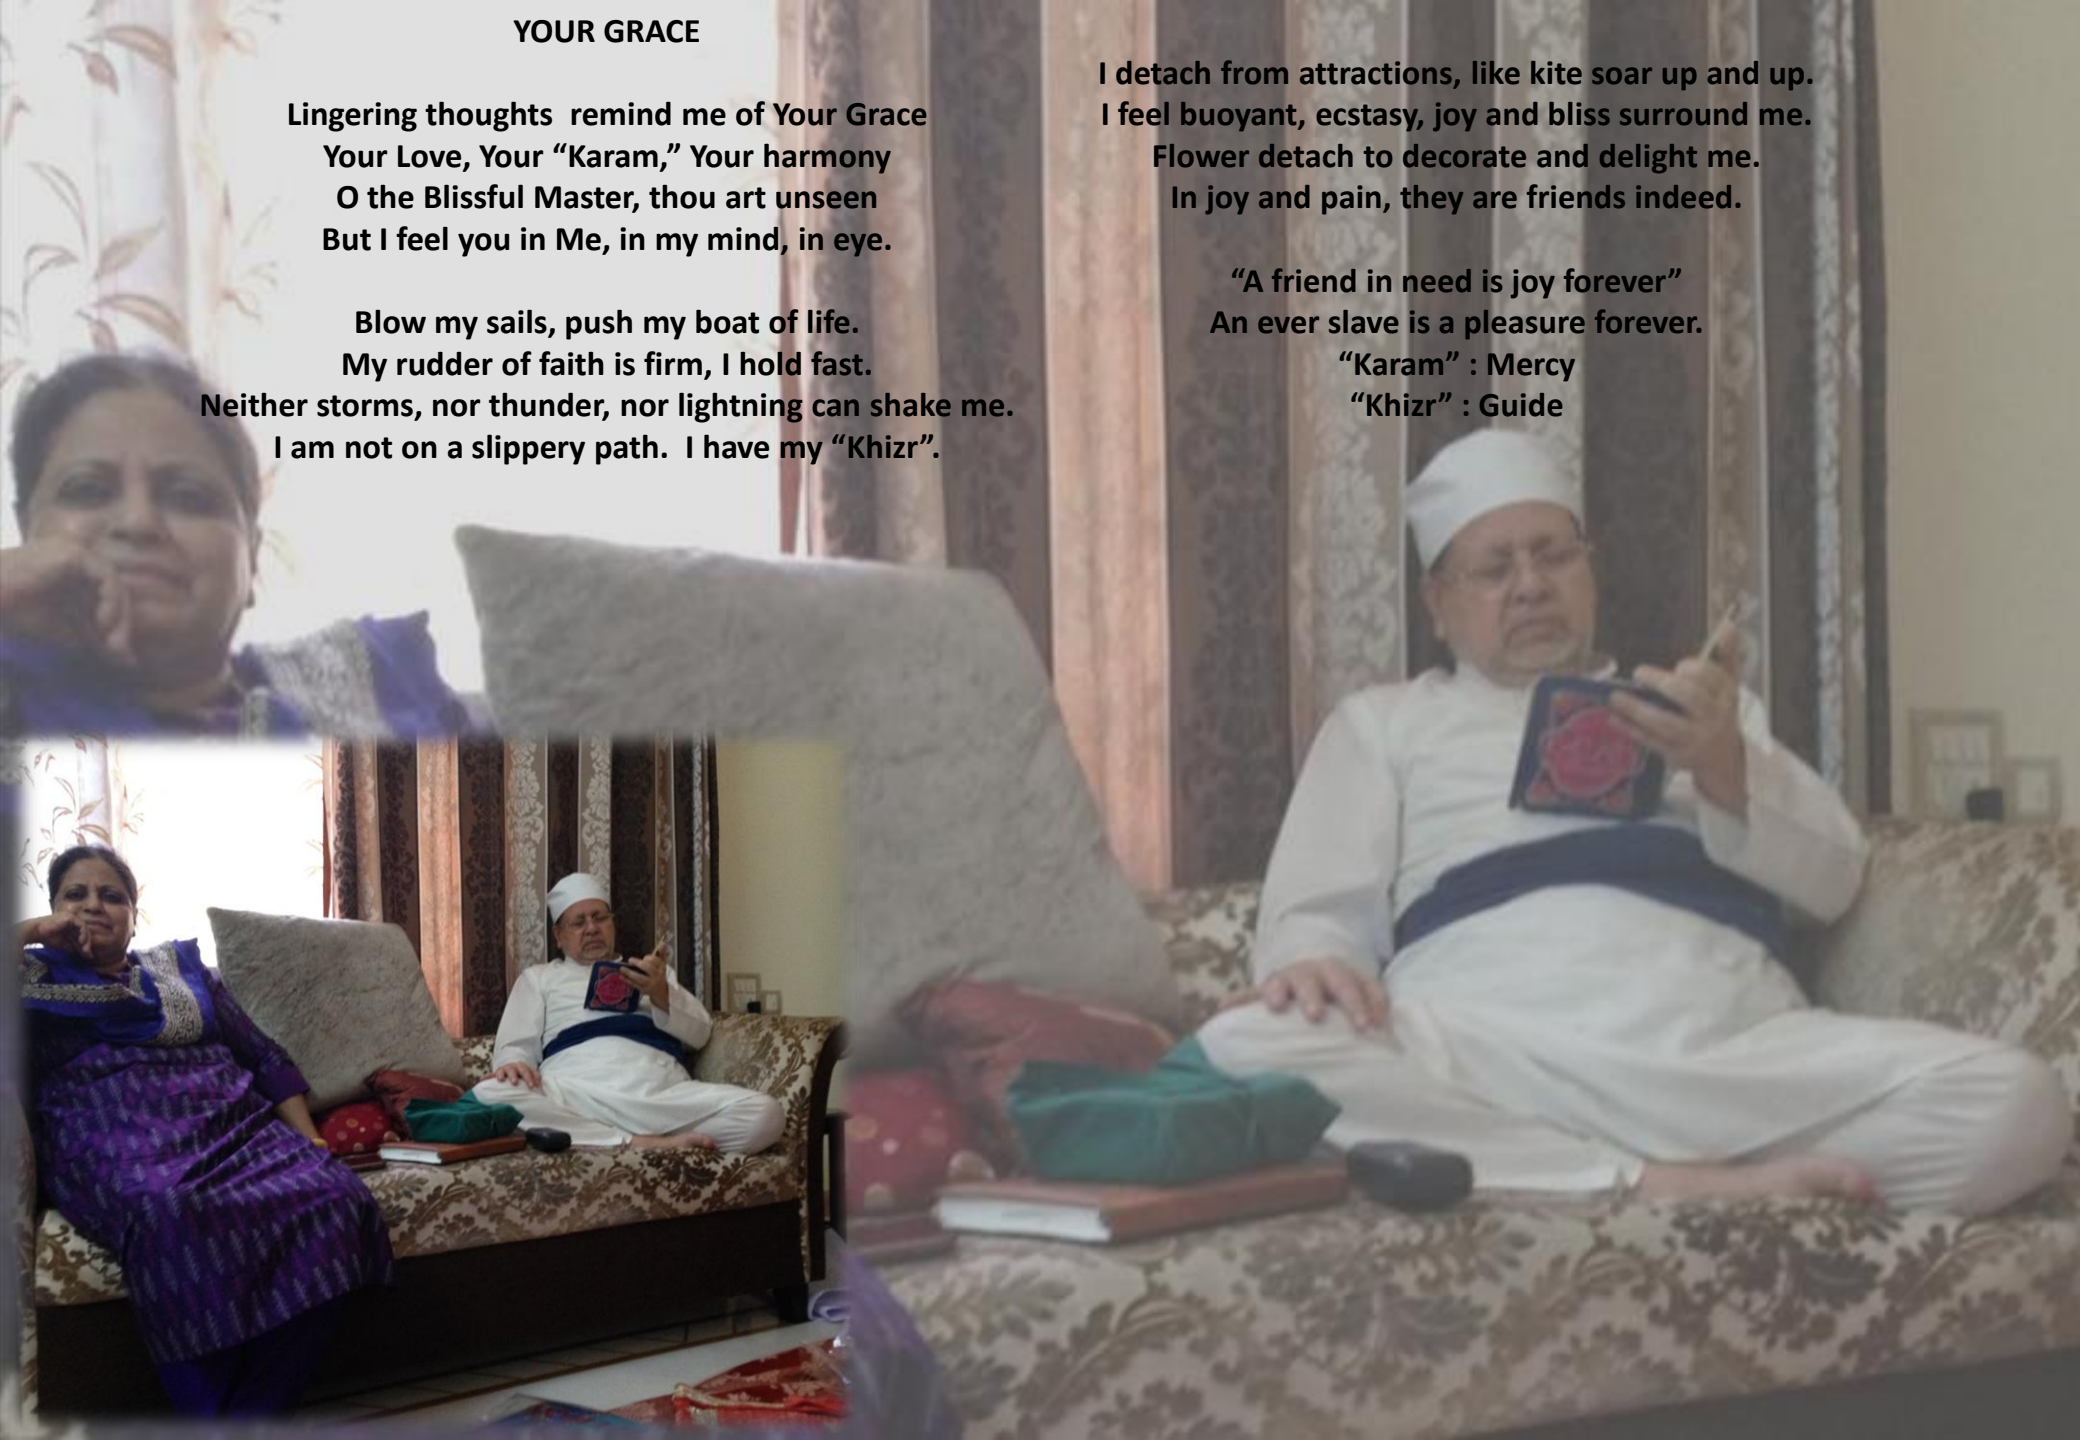 YOUR GRACE
Lingering thoughts  remind me of Your Grace
Your Love, Your “Karam,” Your harmony
O the Blissful Master, thou art unseen
But I feel you in Me, in my mind, in eye.
Blow my sails, push my boat of life.
My rudder of faith is firm, I hold fast.
Neither storms, nor thunder, nor lightning can shake me.
I am not on a slippery path.  I have my “Khizr”.
I detach from attractions, like kite soar up and up.
I feel buoyant, ecstasy, joy and bliss surround me.
Flower detach to decorate and delight me.
In joy and pain, they are friends indeed.
“A friend in need is joy forever”
An ever slave is a pleasure forever.
“Karam” : Mercy
“Khizr” : Guide